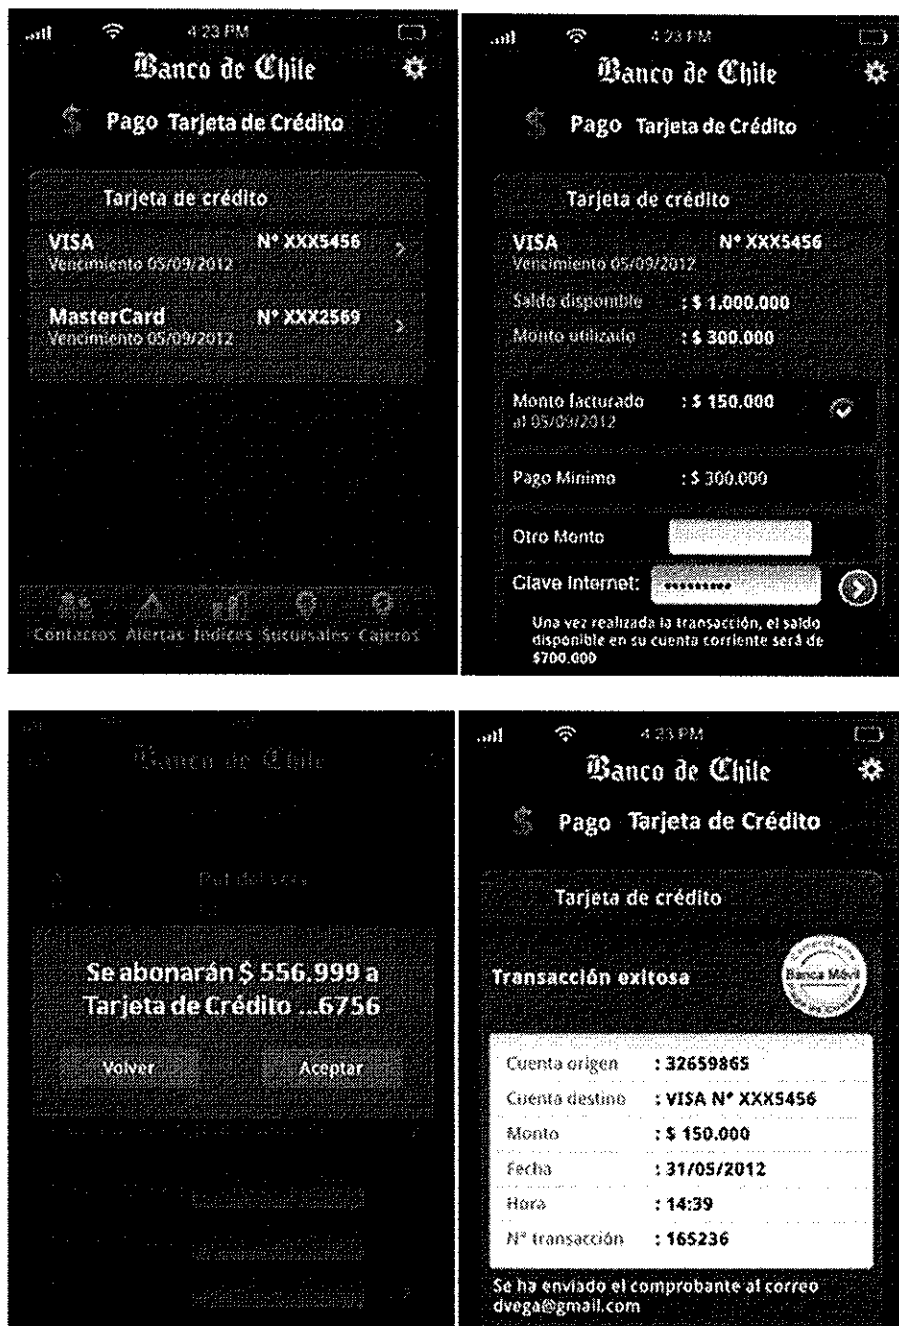 4:23 PM
Banco de Chile
$ Pago Tarjeta de Crédito
Tarjeta de crédito
VISA N° XXX5456
Vencimiento 05/09/2012
MasterCard N° XXX2569
Vencimiento 05/09/2012
Contactos Alertas Indices Sucursales Cajeros
4:23 PM
Banco de Chile
$ Pago Tarjeta de Crédito
Tarjeta de crédito
VISA N° XXX5456
Vencimiento 05/09/2012
Saldo disponible : $ 1.000.000
Monto utilizado : $ 300.000
Monto facturado : $ 150.000
al 05/09/2012
Pago Minimo : $ 300.000
Otro Monto
Clave Internet: •••••••••
Una vez realizada la transacción, el saldo
disponible en su cuenta corriente será de
$700.000
Banco de Chile
Se abonarán $ 556.999 a
Tarjeta de Crédito ...6756
Volver Aceptar
4:23 PM
Banco de Chile
$ Pago Tarjeta de Crédito
Tarjeta de crédito
Transacción exitosa
Banca Móvil
Cuenta origen : 32659865
Cuenta destino : VISA N° XXX5456
Monto : $ 150.000
Fecha : 31/05/2012
Hora : 14:39
N° transacción : 165236
Se ha enviado el comprobante al correo
dvega@gmail.com